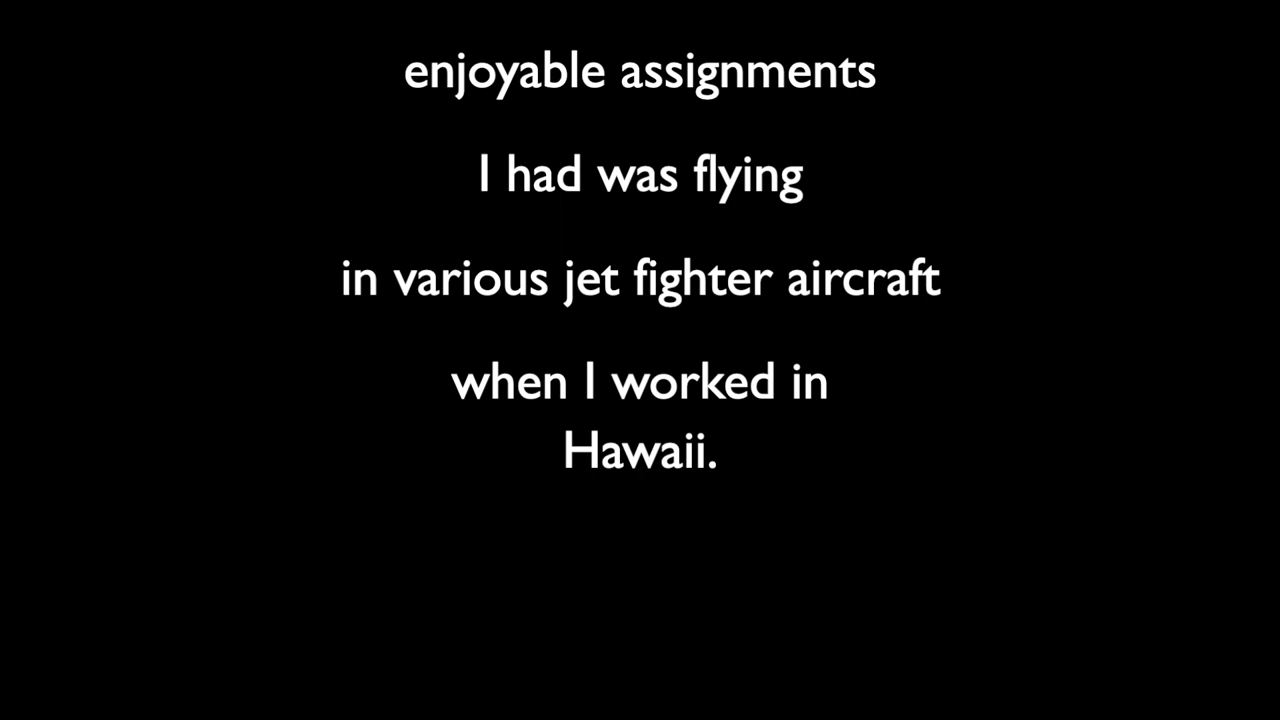 enjoyable assignments
I had was flying
in various jet fighter aircraft
when I worked in
Hawaii.